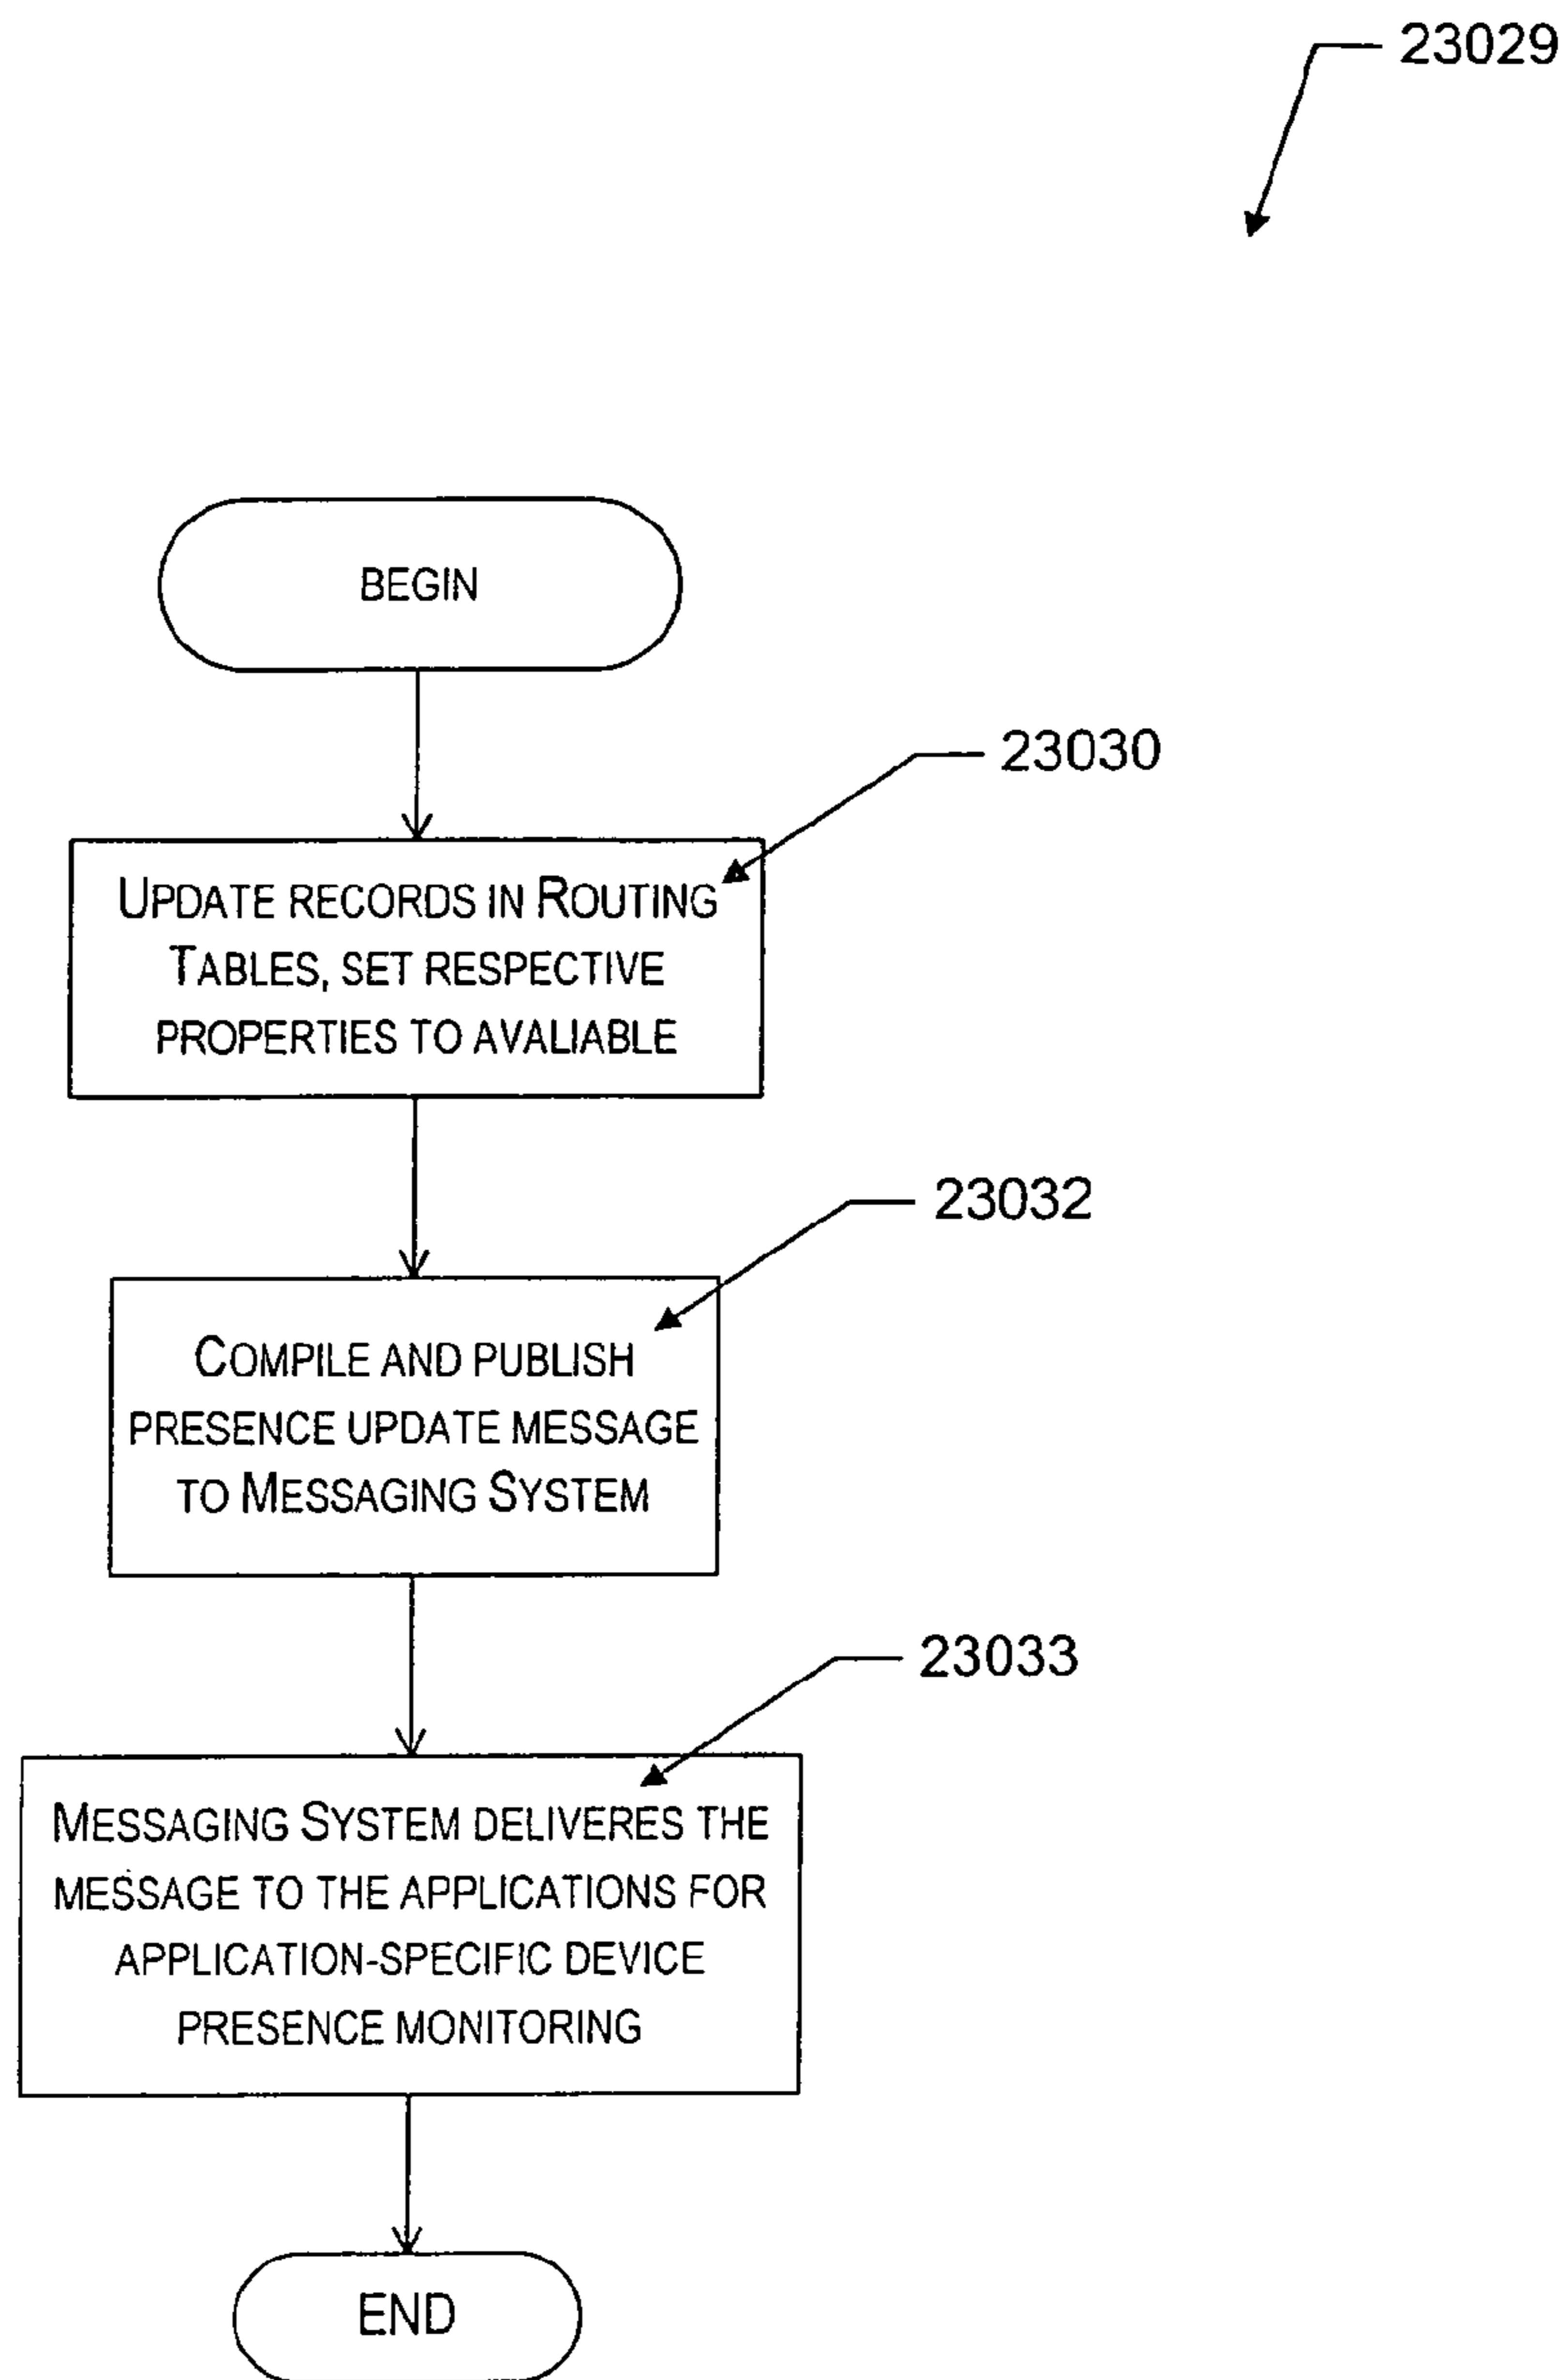 23029
BEGIN
23030
UPDATE RECORDS IN ROUTING
TABLES, SET RESPECTIVE
PROPERTIES TO AVALIABLE
23032
COMPILE AND PUBLISH
PRESENCE UPDATE MESSAGE
TO MESSAGING SYSTEM
23033
MESSAGING SYSTEM DELIVERES THE
MESSAGE TO THE APPLICATIONS FOR
APPLICATION-SPECIFIC DEVICE
PRESENCE MONITORING
END